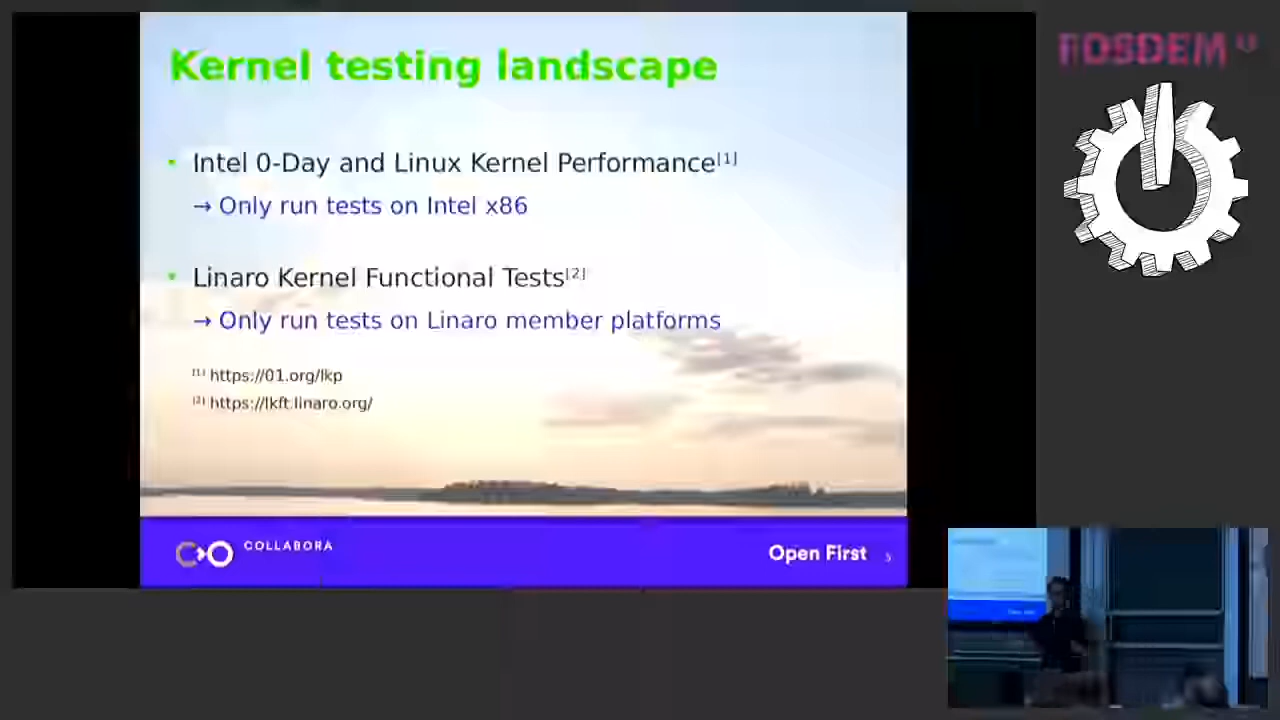 Kernel testing landscape
Intel 0-Day and Linux Kernel Performance[1]
→ Only run tests on Intel x86
Linaro Kernel Functional Tests[2]
→ Only run tests on Linaro member platforms
[1] https://01.org/lkp
[2] https://lkft.linaro.org/
COLLABORA
Open First
FOSDEM